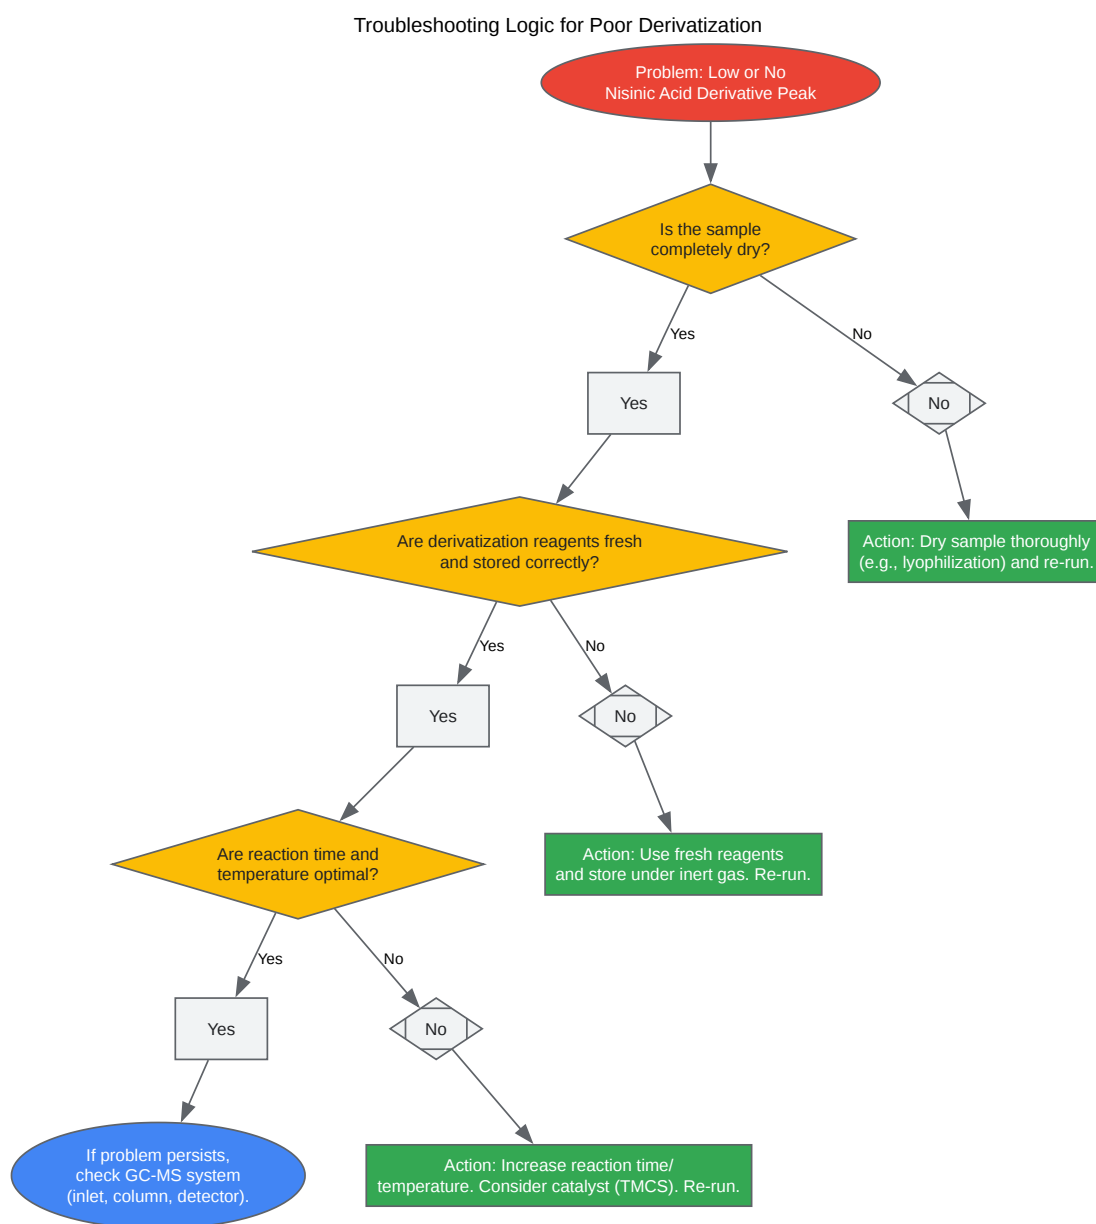 Troubleshooting Logic for Poor Derivatization
Problem: Low or No
Nisinic Acid Derivative Peak
Is the sample
completely dry?
Yes
No
Yes
No
Are derivatization reagents fresh
and stored correctly?
Action: Dry sample thoroughly
(e.g., lyophilization) and re-run.
Yes
No
Yes
No
Are reaction time and
temperature optimal?
Action: Use fresh reagents
and store under inert gas. Re-run.
Yes
No
Yes
No
If problem persists,
check GC-MS system
(inlet, column, detector).
Action: Increase reaction time/
temperature. Consider catalyst (TMCS). Re-run.